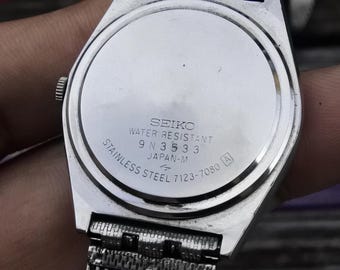 SEIKO
WATER RESISTANT
9N3533
JAPAN-M
STAINLESS STEEL 7123-7080 A